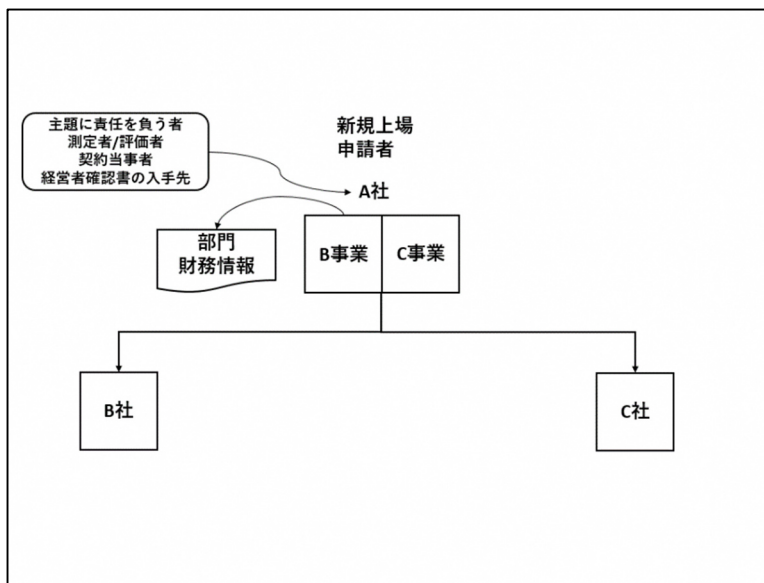 主題に責任を負う者
測定者/評価者
契約当事者
経営者確認書の入手先
新規上場
申請者
A社
部門
財務情報
B事業
C事業
B社
C社